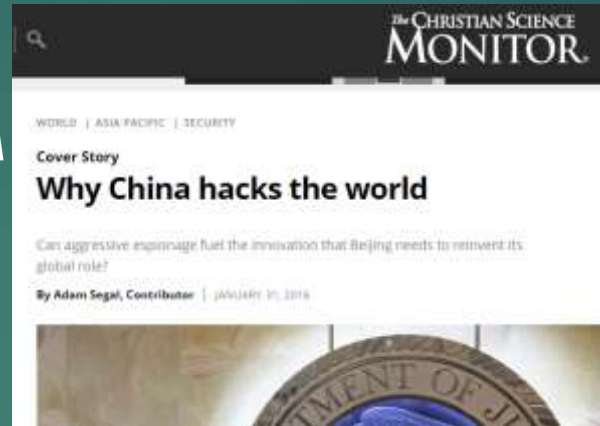 The CHRISTIAN SCIENCE
MONITOR
WORLD | ASIA PACIFIC | SECURITY
Cover Story
Why China hacks the world
Can aggressive espionage fuel the innovation that Beijing needs to reinvent its
global role?
By Adam Segal, Contributor | JANUARY 31, 2016
TMENT OF JU